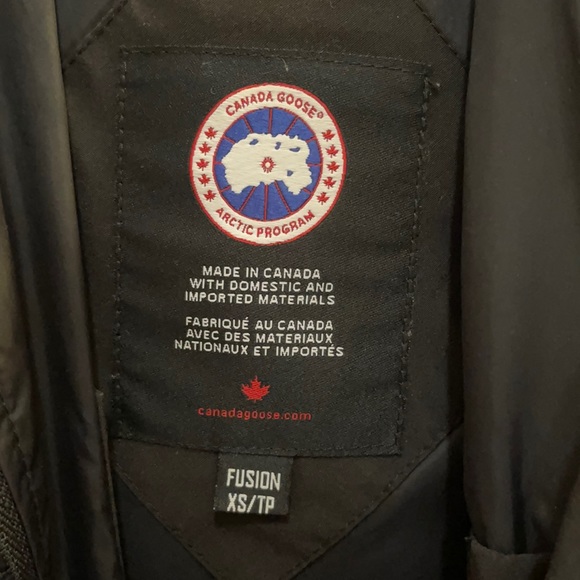 CANADA GOOSE®
ARCTIC PROGRAM
MADE IN CANADA
WITH DOMESTIC AND
IMPORTED MATERIALS
FABRIQUÉ AU CANADA
AVEC DES MATERIAUX
NATIONAUX ET IMPORTÉS
canadagoose.com
FUSION
XS/TP